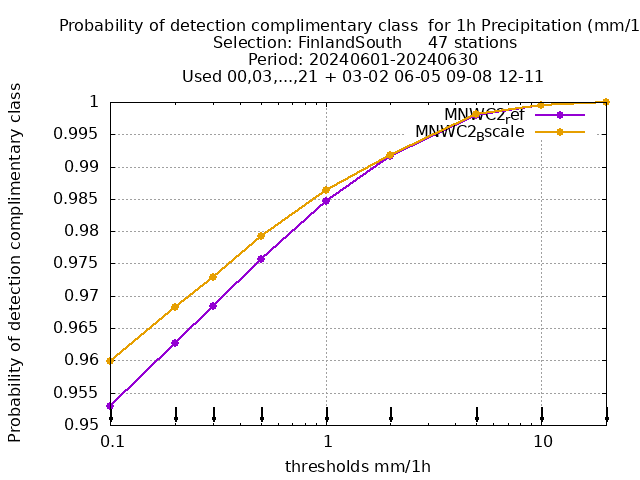 Probability of detection complimentary class  for 1h Precipitation (mm/1
Selection: FinlandSouth     47 stations
Period: 20240601-20240630
Used 00,03,...,21 + 03-02 06-05 09-08 12-11
Probability of detection complimentary class
1
0.995
0.99
0.985
0.98
0.975
0.97
0.965
0.96
0.955
0.95
MNWC2ref
MNWC2Bscale
0.1
1
10
thresholds mm/1h